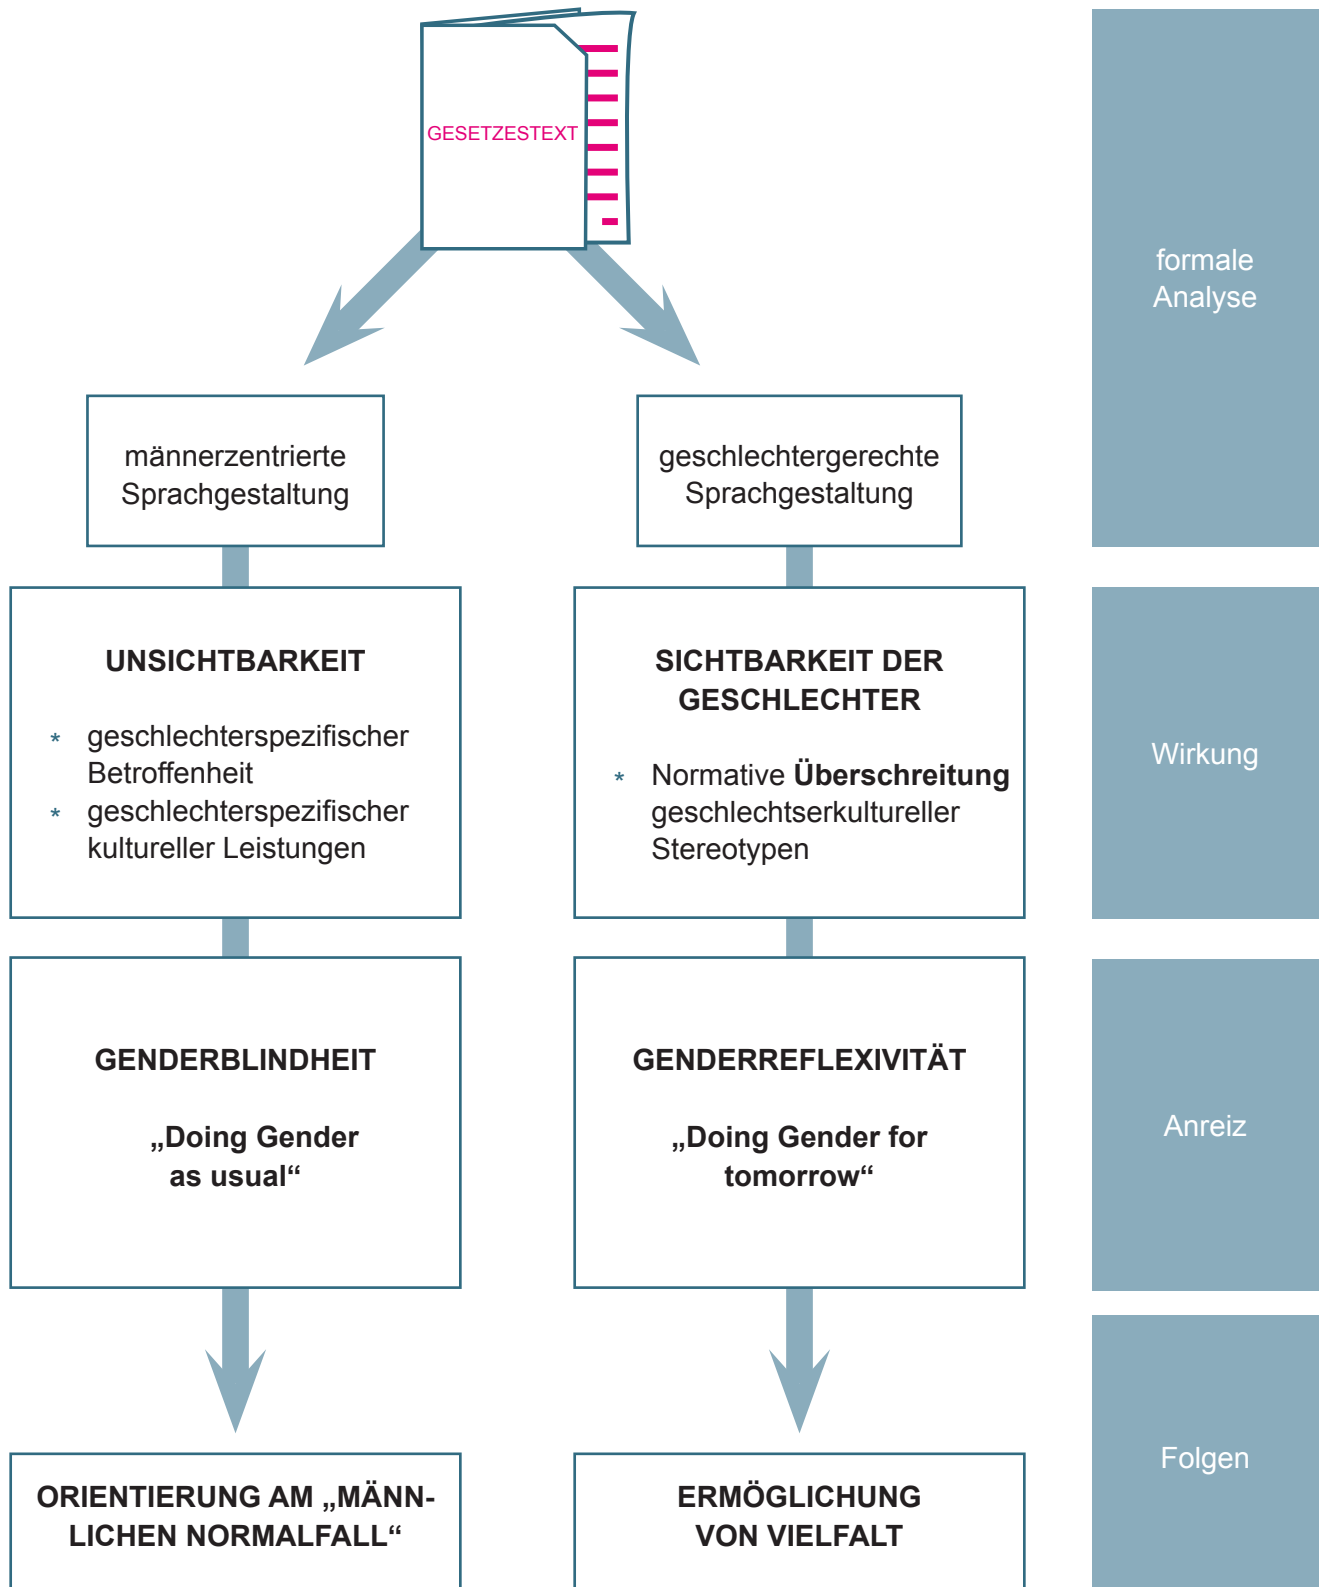 GESETZESTEXT
formale
Analyse
männerzentrierte
Sprachgestaltung
geschlechtergerechte
Sprachgestaltung
UNSICHTBARKEIT
* geschlechterspezifischer
Betroffenheit
* geschlechterspezifischer
kultureller Leistungen
SICHTBARKEIT DER
GESCHLECHTER
* Normative Überschreitung
geschlechtserkultureller
Stereotypen
Wirkung
GENDERBLINDHEIT
„Doing Gender
as usual“
GENDERREFLEXIVITÄT
„Doing Gender for
tomorrow“
Anreiz
ORIENTIERUNG AM „MÄNN-
LICHEN NORMALFALL“
ERMÖGLICHUNG
VON VIELFALT
Folgen